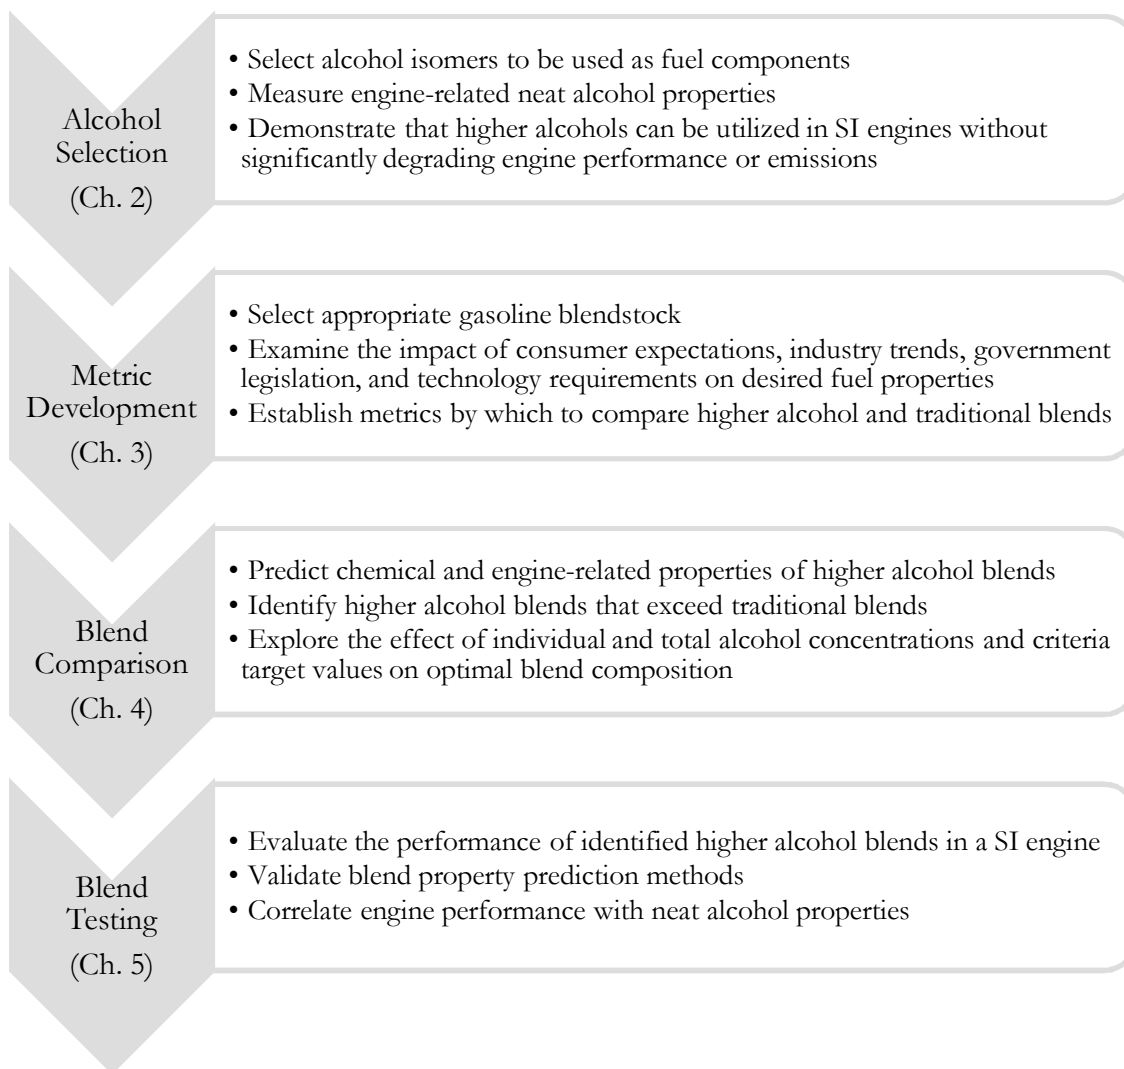 Alcohol
Selection
(Ch. 2)
• Select alcohol isomers to be used as fuel components
• Measure engine-related neat alcohol properties
• Demonstrate that higher alcohols can be utilized in SI engines without
significantly degrading engine performance or emissions
Metric
Development
(Ch. 3)
• Select appropriate gasoline blendstock
• Examine the impact of consumer expectations, industry trends, government
legislation, and technology requirements on desired fuel properties
• Establish metrics by which to compare higher alcohol and traditional blends
Blend
Comparison
(Ch. 4)
• Predict chemical and engine-related properties of higher alcohol blends
• Identify higher alcohol blends that exceed traditional blends
• Explore the effect of individual and total alcohol concentrations and criteria
target values on optimal blend composition
Blend
Testing
(Ch. 5)
• Evaluate the performance of identified higher alcohol blends in a SI engine
• Validate blend property prediction methods
• Correlate engine performance with neat alcohol properties